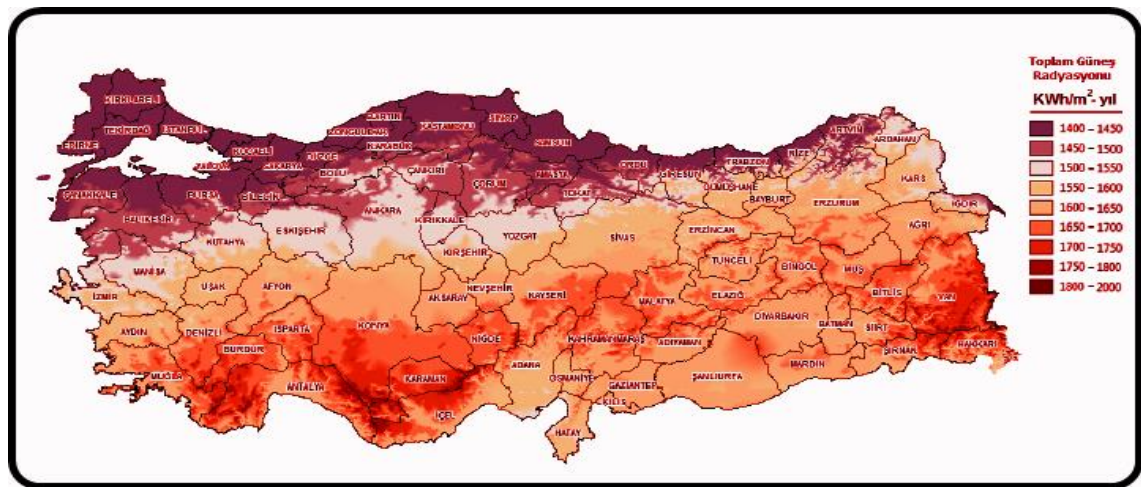 Toplam Güneş
Radyasyonu
KWh/m²- yıl
1400 – 1450
1450 – 1500
1500 – 1550
1550 – 1600
1600 – 1650
1650 – 1700
1700 – 1750
1750 – 1800
1800 – 2000
KIRKLARELİ
TEKİRDAĞ
İSTANBUL
EDİRNE
YALOVA
KOCAELİ
SAKARYA
DÜZCE
BOLU
ZONGULDAK
BARTIN
KARABÜK
KASTAMONU
SİNOP
SAMSUN
ÇANKIRI
ÇORUM
AMASYA
TOKAT
ORDU
GİRESUN
TRABZON
RİZE
ARTVİN
ARDAHAN
KARS
IĞDIR
GÜMÜŞHANE
BAYBURT
ERZURUM
AĞRI
ÇANAKKALE
BURSA
BİLECİK
BALIKESİR
KÜTAHYA
ESKİŞEHİR
ANKARA
KIRIKKALE
YOZGAT
KIRŞEHİR
SİVAS
ERZİNCAN
TUNCELİ
BİNGÖL
MUŞ
BİTLİS
VAN
MANİSA
İZMİR
UŞAK
AFYON
AKSARAY
NEVŞEHİR
KAYSERİ
MALATYA
ELAZIĞ
DİYARBAKIR
BATMAN
SİİRT
ŞIRNAK
HAKKARİ
AYDIN
DENİZLİ
ISPARTA
BURDUR
KONYA
NİĞDE
KAHRAMANMARAŞ
ADIYAMAN
MARDİN
ŞANLIURFA
MUĞLA
ANTALYA
KARAMAN
İÇEL
ADANA
OSMANİYE
GAZİANTEP
KİLİS
HATAY